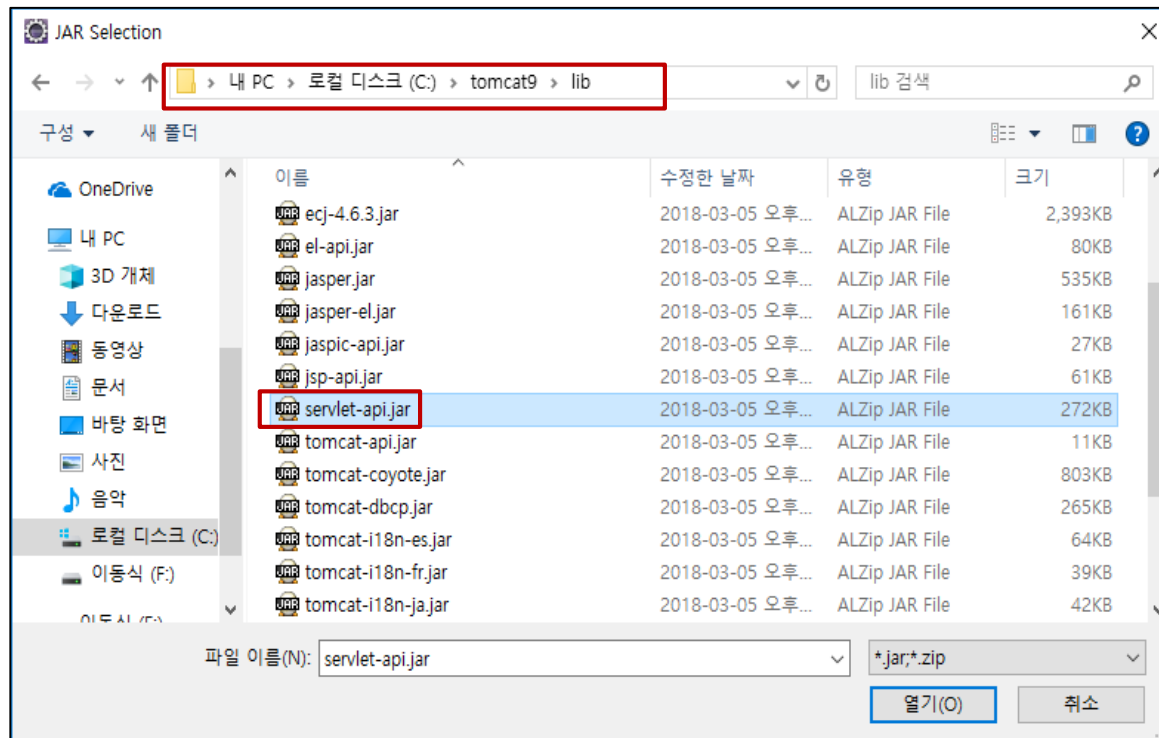 JAR Selection
내 PC 로컬 디스크 (C:) tomcat9 lib lib 검색
구성 새 폴더
이름 수정한 날짜 유형 크기
OneDrive
내 PC
3D 개체
다운로드
동영상
문서
바탕 화면
사진
음악
로컬 디스크 (C:)
이동식 (F:)
이동식 (F:)
ecj-4.6.3.jar 2018-03-05 오후... ALZip JAR File 2,393KB
el-api.jar 2018-03-05 오후... ALZip JAR File 80KB
jasper.jar 2018-03-05 오후... ALZip JAR File 535KB
jasper-el.jar 2018-03-05 오후... ALZip JAR File 161KB
jaspic-api.jar 2018-03-05 오후... ALZip JAR File 27KB
jsp-api.jar 2018-03-05 오후... ALZip JAR File 61KB
servlet-api.jar 2018-03-05 오후... ALZip JAR File 272KB
tomcat-api.jar 2018-03-05 오후... ALZip JAR File 11KB
tomcat-coyote.jar 2018-03-05 오후... ALZip JAR File 803KB
tomcat-dbcp.jar 2018-03-05 오후... ALZip JAR File 265KB
tomcat-i18n-es.jar 2018-03-05 오후... ALZip JAR File 64KB
tomcat-i18n-fr.jar 2018-03-05 오후... ALZip JAR File 39KB
tomcat-i18n-ja.jar 2018-03-05 오후... ALZip JAR File 42KB
파일 이름(N): servlet-api.jar *.jar;*.zip
열기(O) 취소